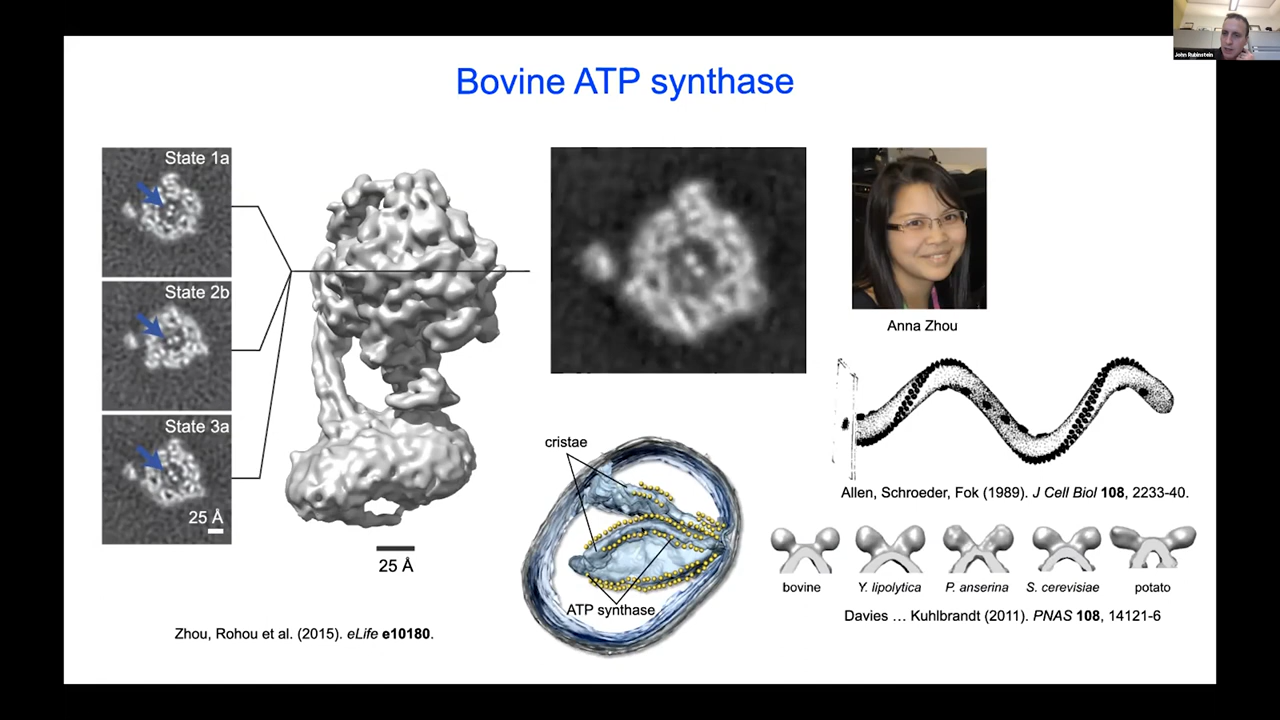 John Rubinstein
Bovine ATP synthase
State 1a
State 2b
State 3a
25 Å
25 Å
Zhou, Rohou et al. (2015). eLife e10180.
Anna Zhou
cristae
ATP synthase
Allen, Schroeder, Fok (1989). J Cell Biol 108, 2233-40.
bovine
Y. lipolytica
P. anserina
S. cerevisiae
potato
Davies ... Kuhlbrandt (2011). PNAS 108, 14121-6